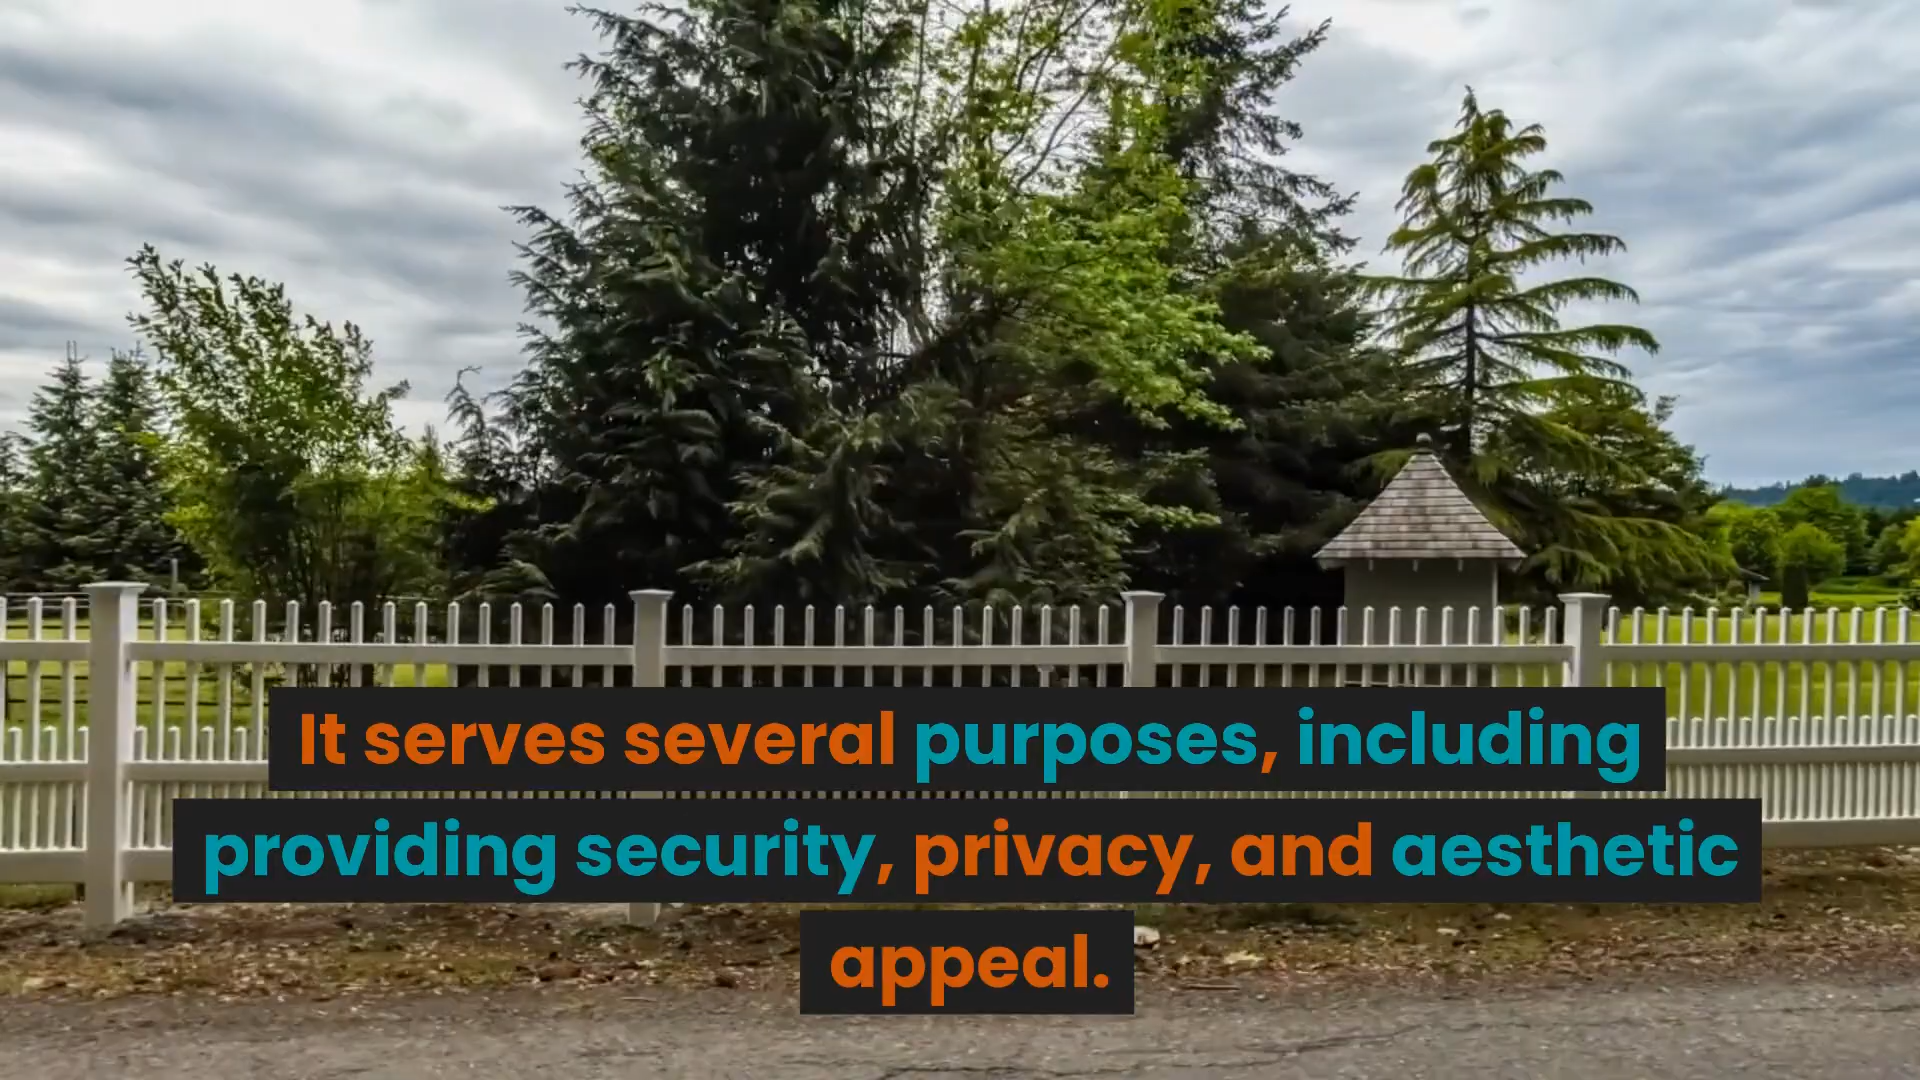 It serves several purposes, including
providing security, privacy, and aesthetic
appeal.